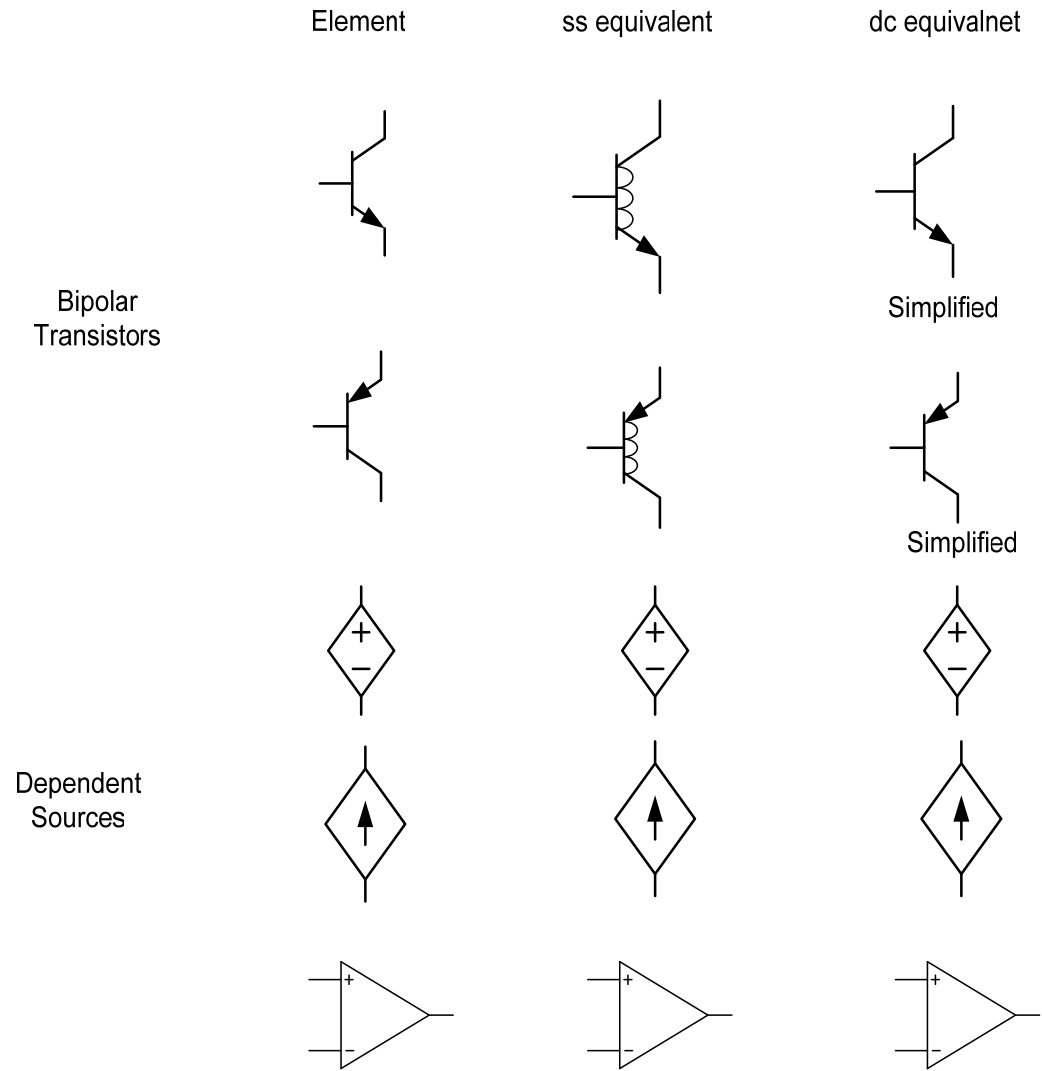 Element
ss equivalent
dc equivalnet
Simplified
Bipolar
Transistors
Simplified
+
−
+
−
+
−
Dependent
Sources
+
−
+
−
+
−